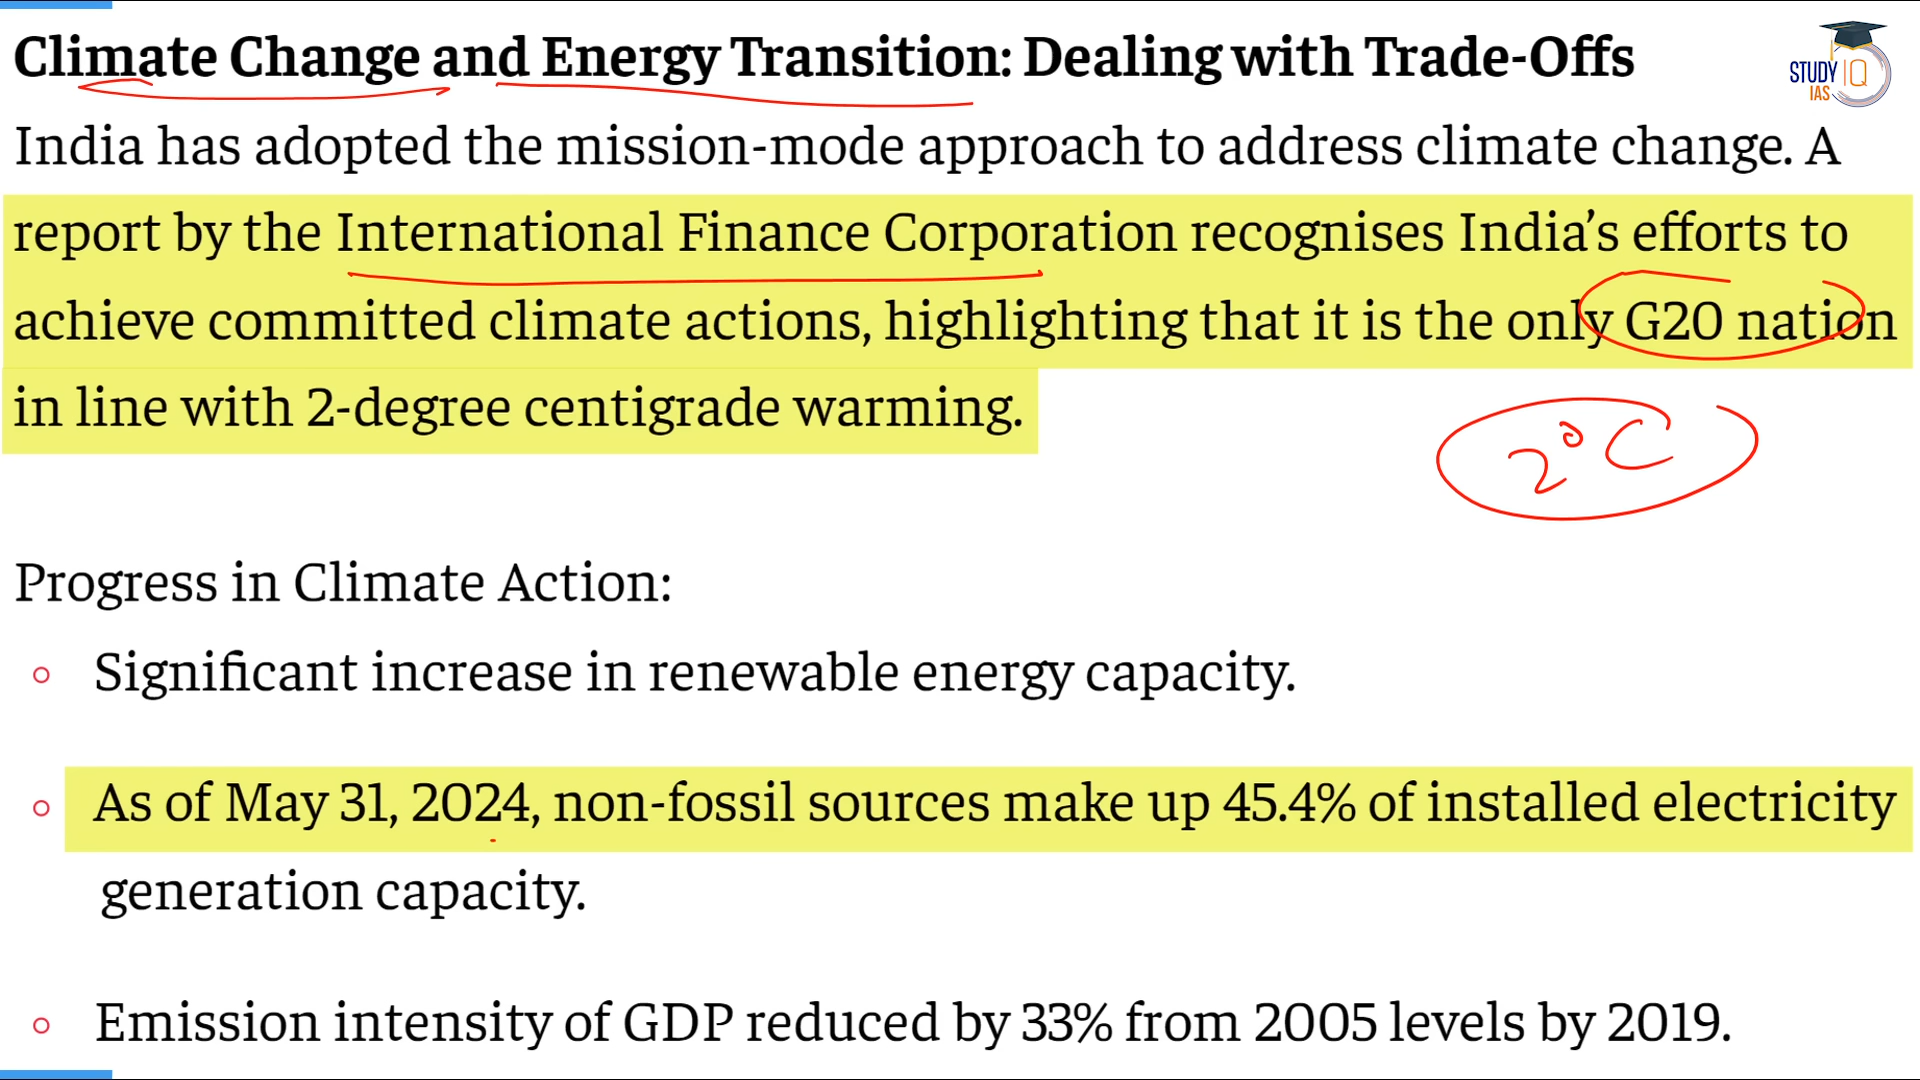 Climate Change and Energy Transition: Dealing with Trade-Offs
STUDY IQ
IAS
India has adopted the mission-mode approach to address climate change. A
report by the International Finance Corporation recognises India’s efforts to
achieve committed climate actions, highlighting that it is the only G20 nation
in line with 2-degree centigrade warming.
2°C
Progress in Climate Action:
Significant increase in renewable energy capacity.
As of May 31, 2024, non-fossil sources make up 45.4% of installed electricity
generation capacity.
Emission intensity of GDP reduced by 33% from 2005 levels by 2019.